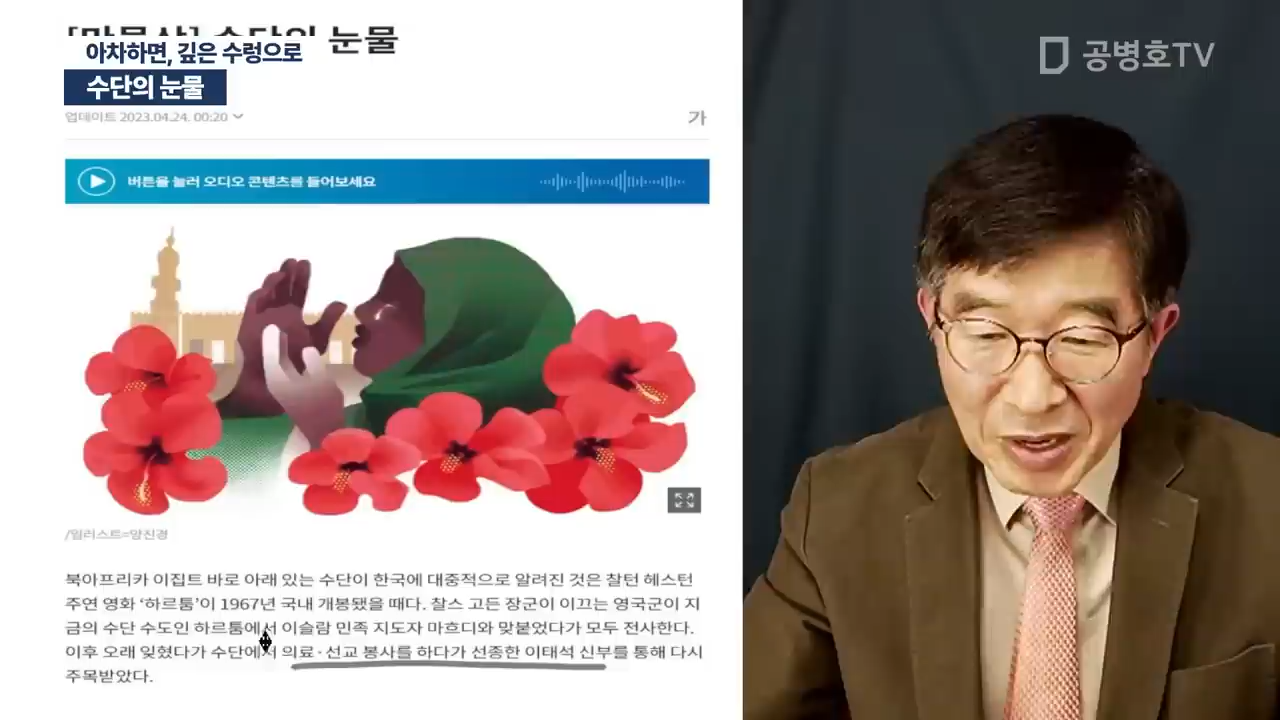 [만물상] 수단의 눈물
아차하면, 깊은 수렁으로
수단의 눈물
공병호TV
업데이트 2023.04.24. 00:20
가
버튼을 눌러 오디오 콘텐츠를 들어보세요
/일러스트=양진경
북아프리카 이집트 바로 아래 있는 수단이 한국에 대중적으로 알려진 것은 찰턴 헤스턴
주연 영화 ‘하르툼’이 1967년 국내 개봉됐을 때다. 찰스 고든 장군이 이끄는 영국군이 지
금의 수단 수도인 하르툼에서 이슬람 민족 지도자 마흐디와 맞붙었다가 모두 전사한다.
이후 오래 잊혔다가 수단에서 의료·선교 봉사를 하다가 선종한 이태석 신부를 통해 다시
주목받았다.